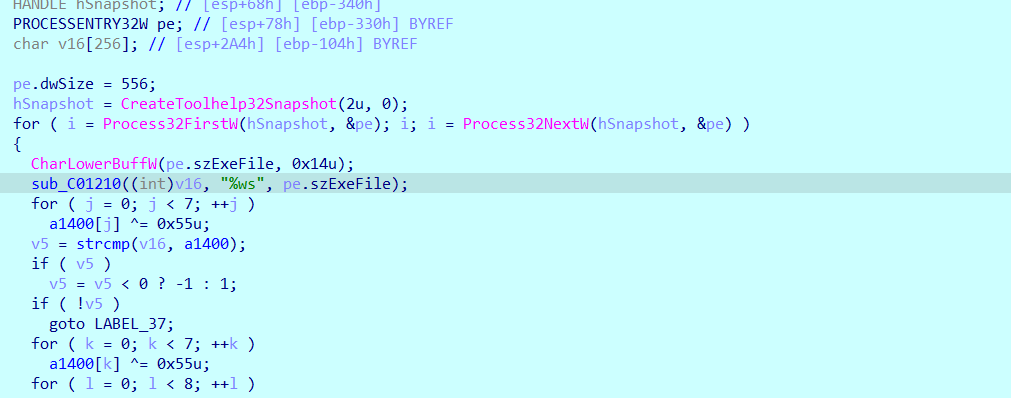 HANDLE hSnapshot; // [esp+68h] [ebp-340h]
PROCESSENTRY32W pe; // [esp+78h] [ebp-330h] BYREF
char v16[256]; // [esp+2A4h] [ebp-104h] BYREF
pe.dwSize = 556;
hSnapshot = CreateToolhelp32Snapshot(2u, 0);
for ( i = Process32FirstW(hSnapshot, &pe); i; i = Process32NextW(hSnapshot, &pe) )
{
CharLowerBuffW(pe.szExeFile, 0x14u);
sub_C01210((int)v16, "%ws", pe.szExeFile);
for ( j = 0; j < 7; ++j )
a1400[j] ^= 0x55u;
v5 = strcmp(v16, a1400);
if ( v5 )
v5 = v5 < 0 ? -1 : 1;
if ( !v5 )
goto LABEL_37;
for ( k = 0; k < 7; ++k )
a1400[k] ^= 0x55u;
for ( l = 0; l < 8; ++l )